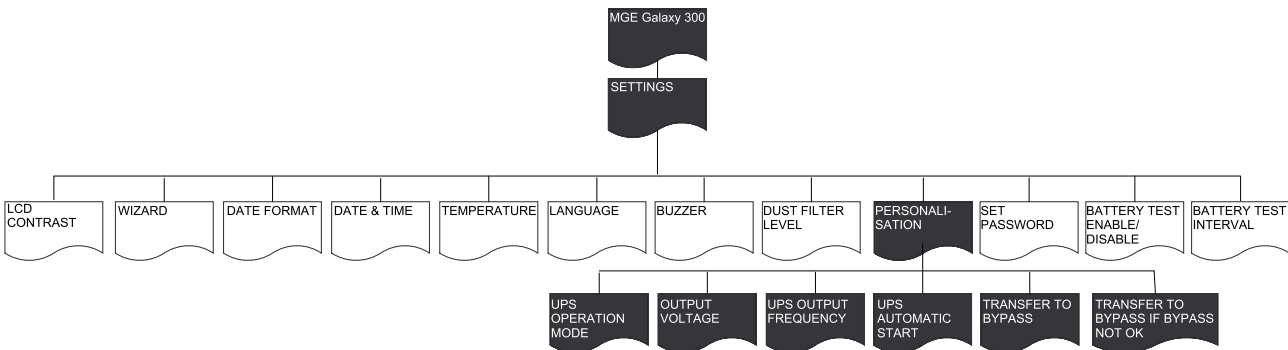 MGE Galaxy 300
SETTINGS
LCD
CONTRAST
WIZARD
DATE FORMAT
DATE & TIME
TEMPERATURE
LANGUAGE
BUZZER
DUST FILTER
LEVEL
PERSONALI-
SATION
SET
PASSWORD
BATTERY TEST
ENABLE/
DISABLE
BATTERY TEST
INTERVAL
UPS
OPERATION
MODE
OUTPUT
VOLTAGE
UPS OUTPUT
FREQUENCY
UPS
AUTOMATIC
START
TRANSFER TO
BYPASS
TRANSFER TO
BYPASS IF BYPASS
NOT OK